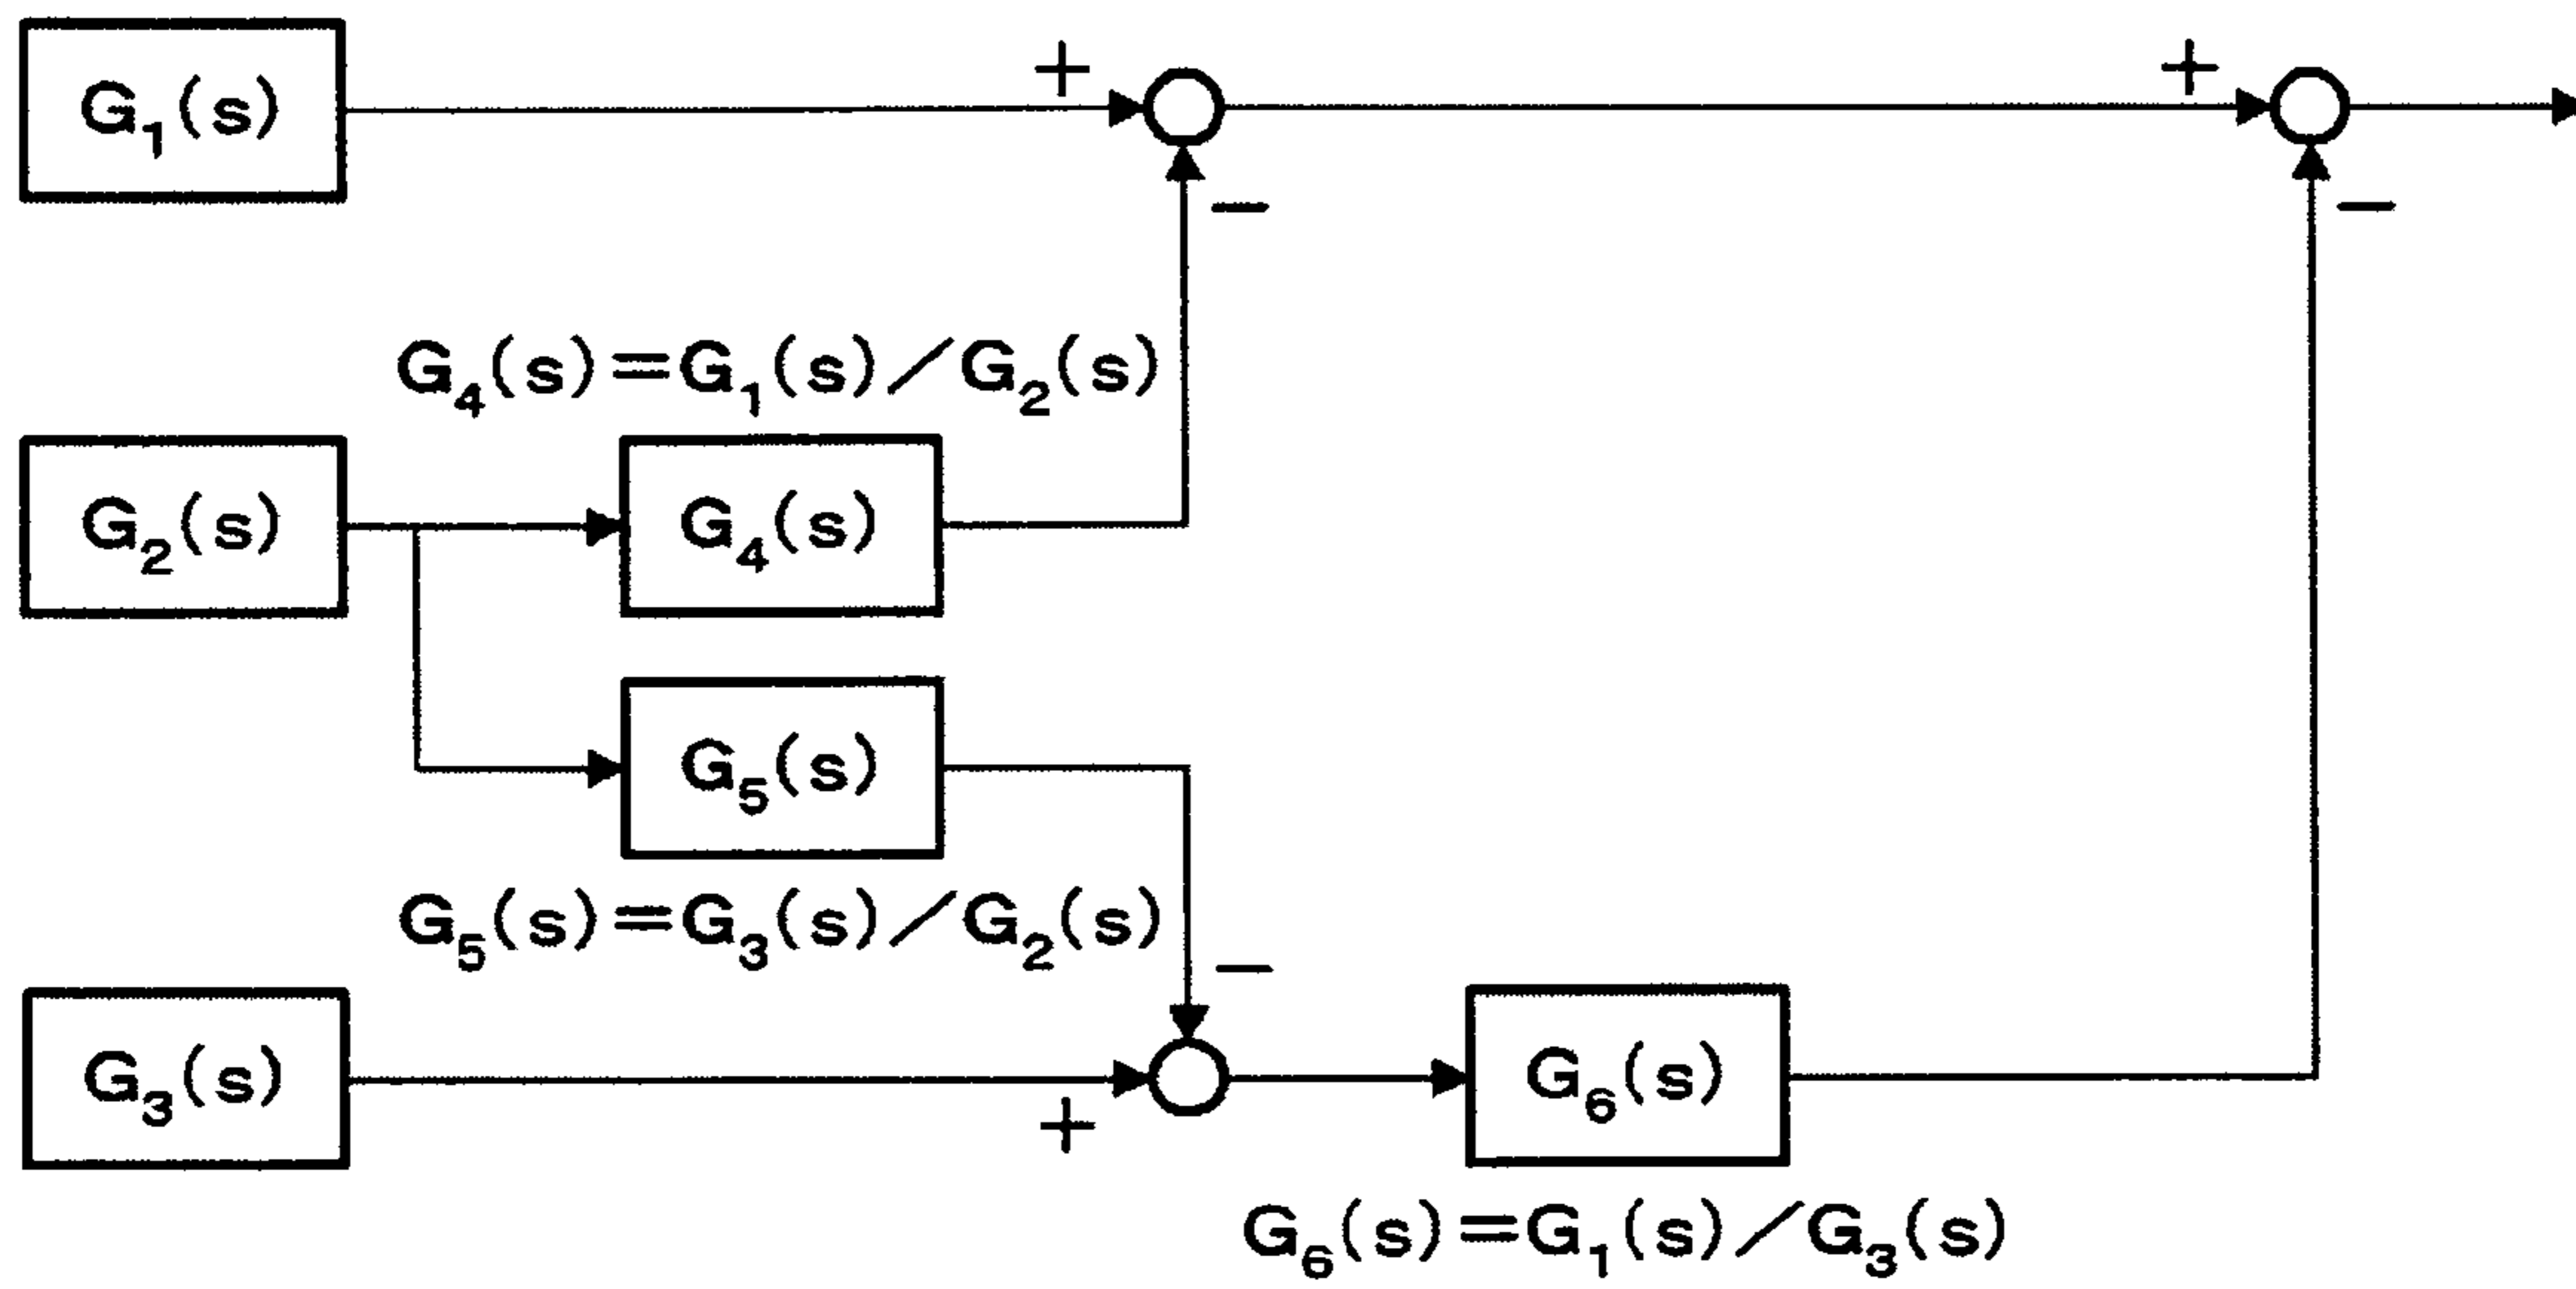 G₁(s)
+
+
−
−
G₄(s)=G₁(s)/G₂(s)
G₂(s)
G₄(s)
G₅(s)
G₅(s)=G₃(s)/G₂(s)
−
G₃(s)
+
G₆(s)
G₆(s)=G₁(s)/G₃(s)